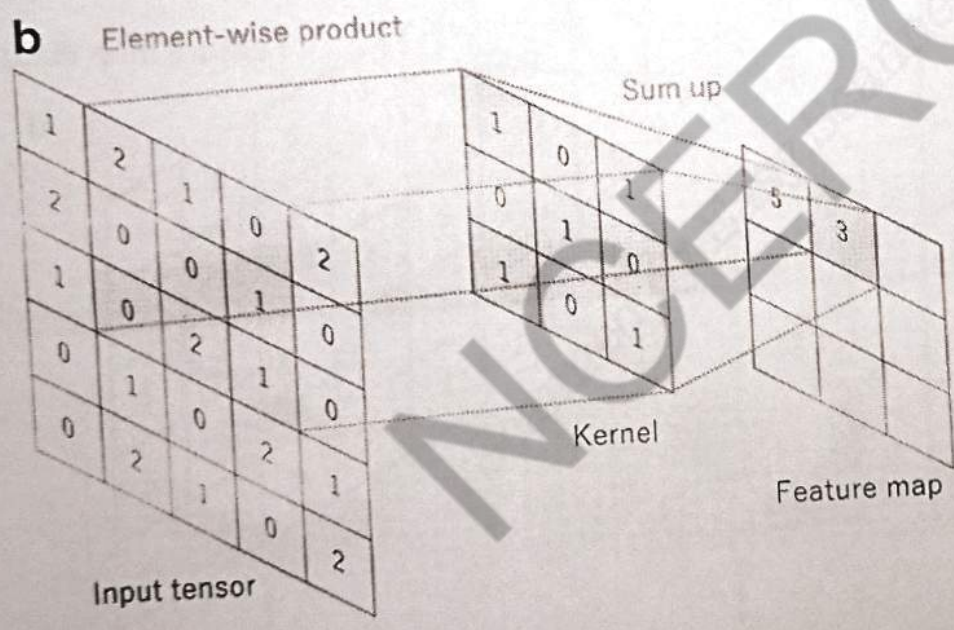 b Element-wise product
1 2 1 0 2
2 0 0 1 0
1 0 2 1 0
0 1 0 2 1
0 2 1 0 2
Input tensor
1 0 1
0 1 0
1 0 1
Kernel
Sum up
5 3
Feature map
NCER